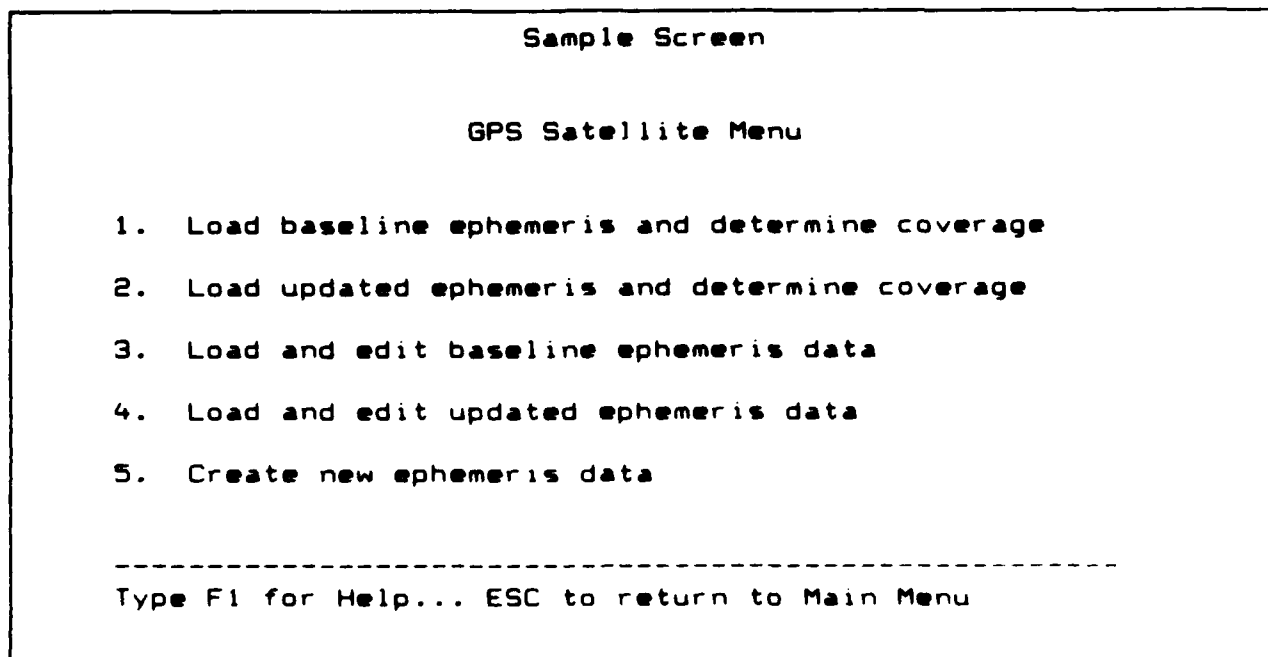 Sample Screen
GPS Satellite Menu
1. Load baseline ephemeris and determine coverage
2. Load updated ephemeris and determine coverage
3. Load and edit baseline ephemeris data
4. Load and edit updated ephemeris data
5. Create new ephemeris data
-------------------------------------------------------
Type F1 for Help... ESC to return to Main Menu